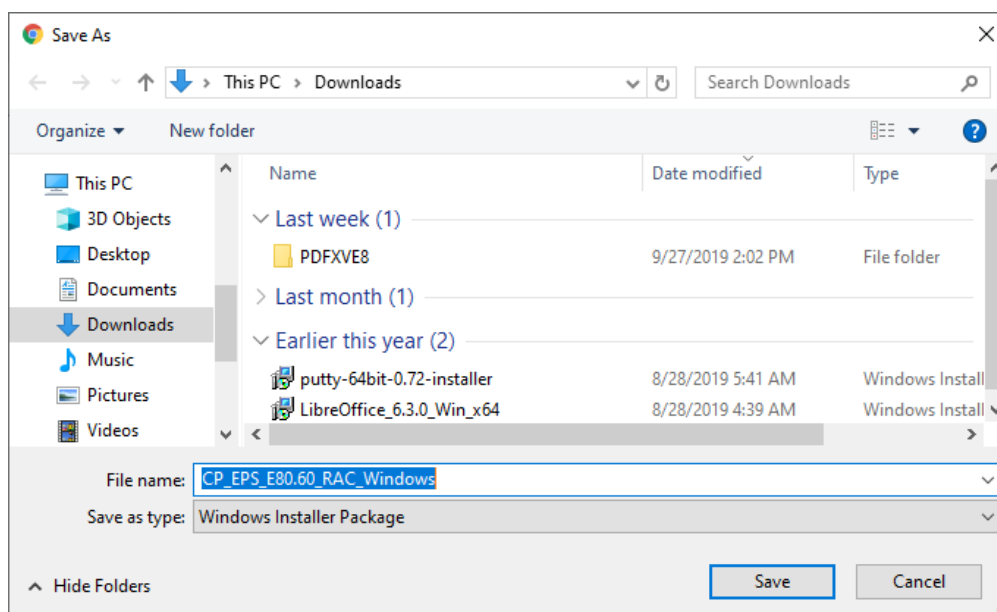 Save As
This PC > Downloads
Search Downloads
Organize
New folder
?
Name
Date modified
Type
This PC
3D Objects
Desktop
Documents
Downloads
Music
Pictures
Videos
Last week (1)
PDFXVE8 9/27/2019 2:02 PM File folder
Last month (1)
Earlier this year (2)
putty-64bit-0.72-installer 8/28/2019 5:41 AM Windows Install
LibreOffice_6.3.0_Win_x64 8/28/2019 4:39 AM Windows Install
File name: CP_EPS_E80.60_RAC_Windows
Save as type: Windows Installer Package
Hide Folders
Save
Cancel